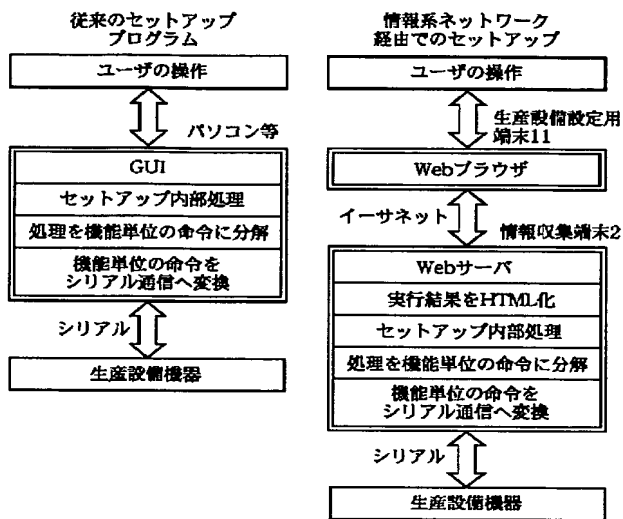 従来のセットアップ
プログラム
ユーザの操作
パソコン等
GUI
セットアップ内部処理
処理を機能単位の命令に分解
機能単位の命令を
シリアル通信へ変換
シリアル
生産設備機器
情報系ネットワーク
経由でのセットアップ
ユーザの操作
生産設備設定用
端末11
Webブラウザ
イーサネット
情報収集端末2
Webサーバ
実行結果をHTML化
セットアップ内部処理
処理を機能単位の命令に分解
機能単位の命令を
シリアル通信へ変換
シリアル
生産設備機器